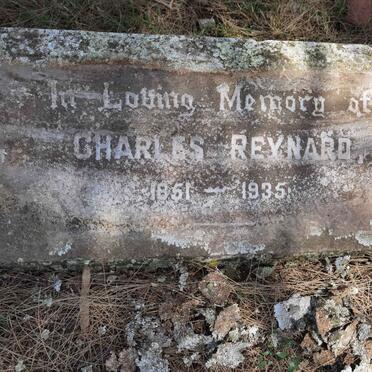 In Loving Memory of
CHARLES REYNARD,
1861 — 1935